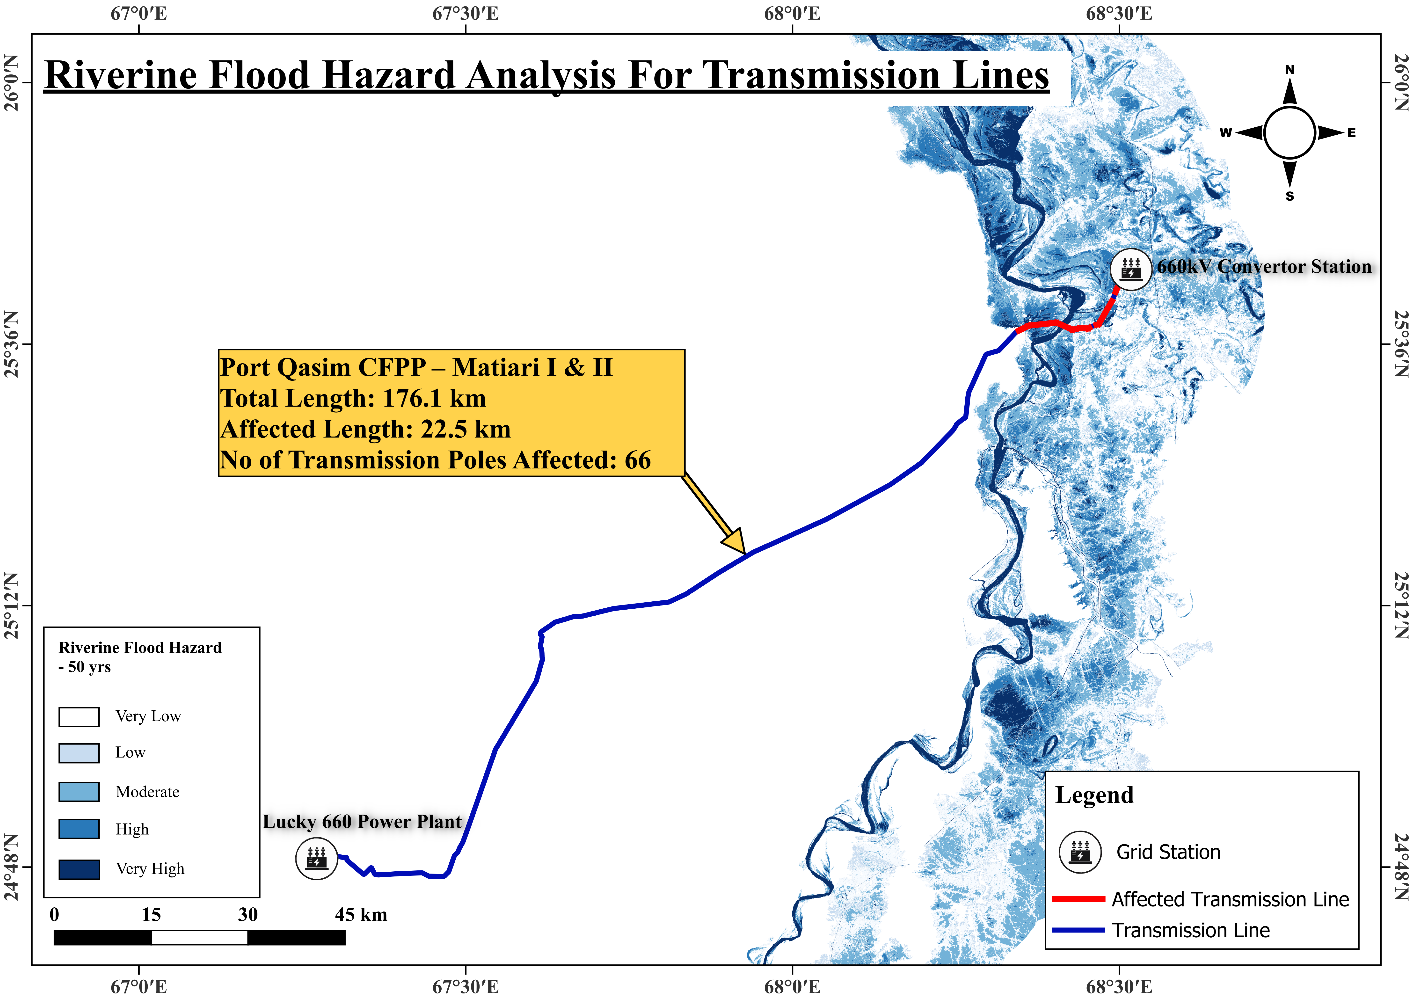 67°0′E 67°30′E 68°0′E 68°30′E
Riverine Flood Hazard Analysis For Transmission Lines
26°0′N
26°0′N
N
W E
S
660kV Convertor Station
25°36′N
25°36′N
Port Qasim CFPP – Matiari I & II
Total Length: 176.1 km
Affected Length: 22.5 km
No of Transmission Poles Affected: 66
25°12′N
25°12′N
Riverine Flood Hazard
- 50 yrs
Very Low
Low
Moderate
High
Very High
Lucky 660 Power Plant
24°48′N
24°48′N
Legend
Grid Station
Affected Transmission Line
Transmission Line
0 15 30 45 km
67°0′E 67°30′E 68°0′E 68°30′E